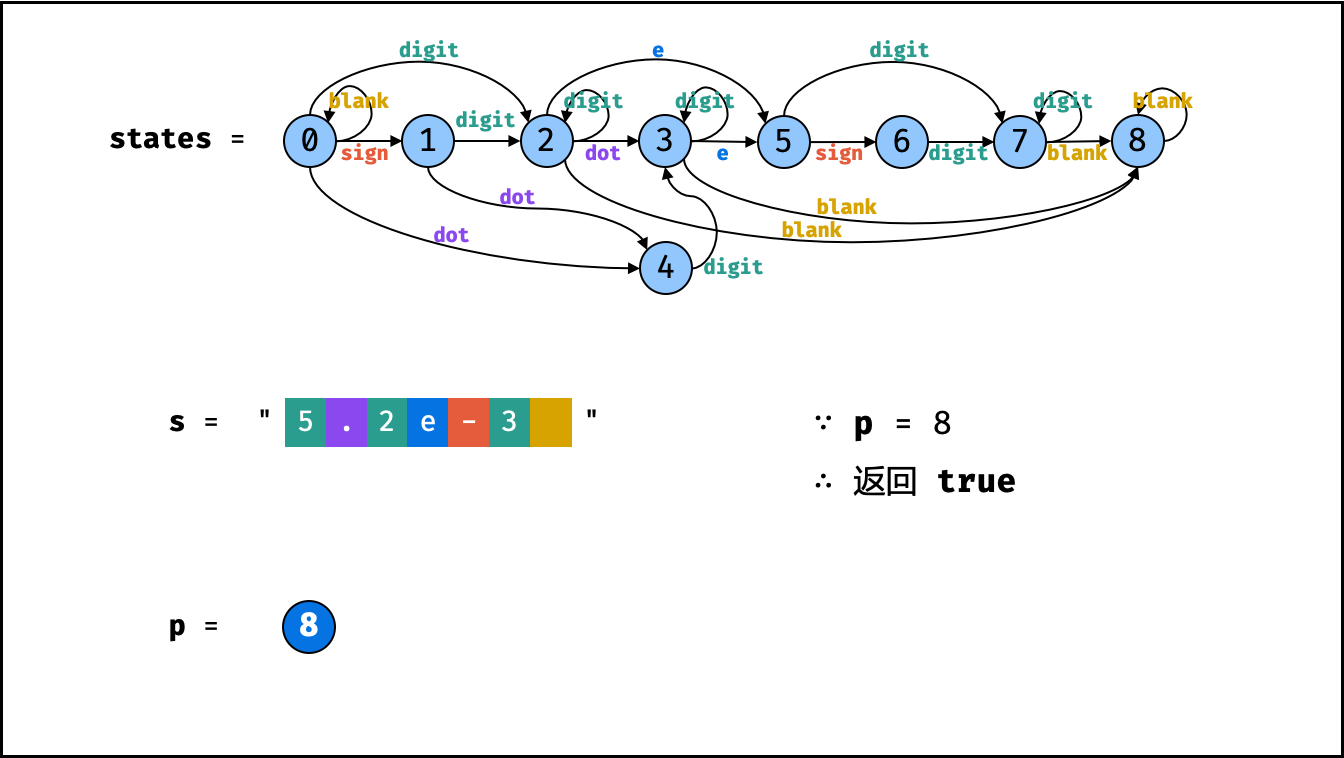 digit e digit
blank digit digit digit blank
states = 0 sign 1 digit 2 dot 3 e 5 sign 6 digit 7 blank 8
dot blank
dot blank
4 digit
s = " 5 . 2 e - 3 "
∵ p = 8
∴ 返回 true
p = 8